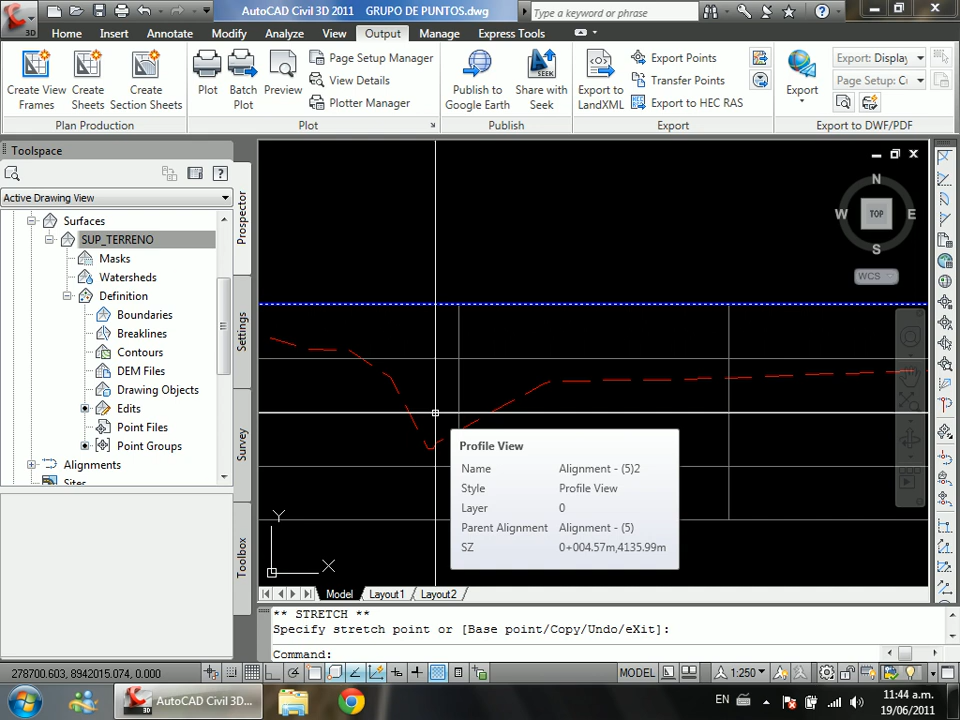 AutoCAD Civil 3D 2011 GRUPO DE PUNTOS.dwg
Type a keyword or phrase
3D
Home Insert Annotate Modify Analyze View Output Manage Express Tools
Create View Frames
Create Sheets
Create Section Sheets
Plan Production
Plot
Batch Plot
Preview
Page Setup Manager
View Details
Plotter Manager
Plot
Publish to Google Earth
Share with Seek
Publish
Export to LandXML
Export Points
Transfer Points
Export to HEC RAS
Export
Export
Export: Display
Page Setup: C
Export to DWF/PDF
Toolspace
Active Drawing View
Surfaces
SUP_TERRENO
Masks
Watersheds
Definition
Boundaries
Breaklines
Contours
DEM Files
Drawing Objects
Edits
Point Files
Point Groups
Alignments
Sites
Prospector
Settings
Survey
Toolbox
N
W TOP E
S
WCS
Profile View
Name Alignment - (5)2
Style Profile View
Layer 0
Parent Alignment Alignment - (5)
SZ 0+004.57m,4135.99m
Y
X
Model Layout1 Layout2
** STRETCH **
Specify stretch point or [Base point/Copy/Undo/eXit]:
Command:
278700.603, 8942015.074, 0.000
MODEL
1:250
AutoCAD Civil 3D...
EN
11:44 a.m.
19/06/2011